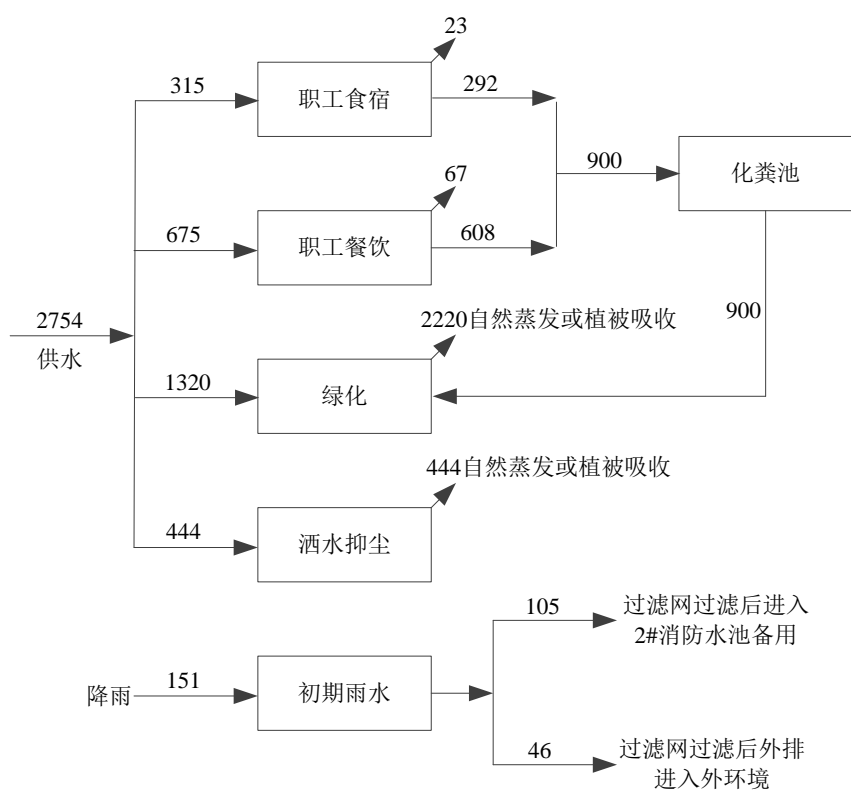 23
315
职工食宿
292
900
化粪池
67
675
职工餐饮
608
2754
供水
2220自然蒸发或植被吸收
900
1320
绿化
444自然蒸发或植被吸收
444
洒水抑尘
105
过滤网过滤后进入
2#消防水池备用
降雨
151
初期雨水
46
过滤网过滤后外排
进入外环境